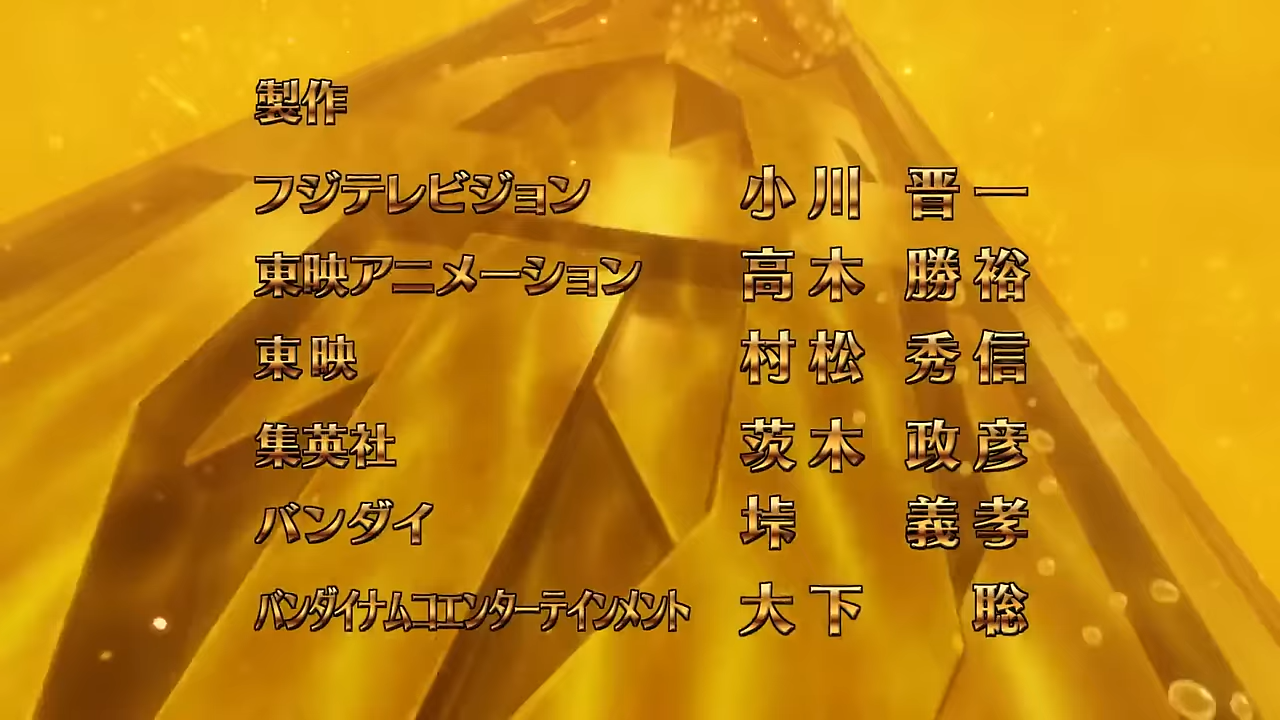 製作
フジテレビジョン 小川 晋一
東映アニメーション 高木 勝裕
東映 村松 秀信
集英社 茨木 政彦
バンダイ 垰 義孝
バンダイナムコエンターテインメント 大下 聡